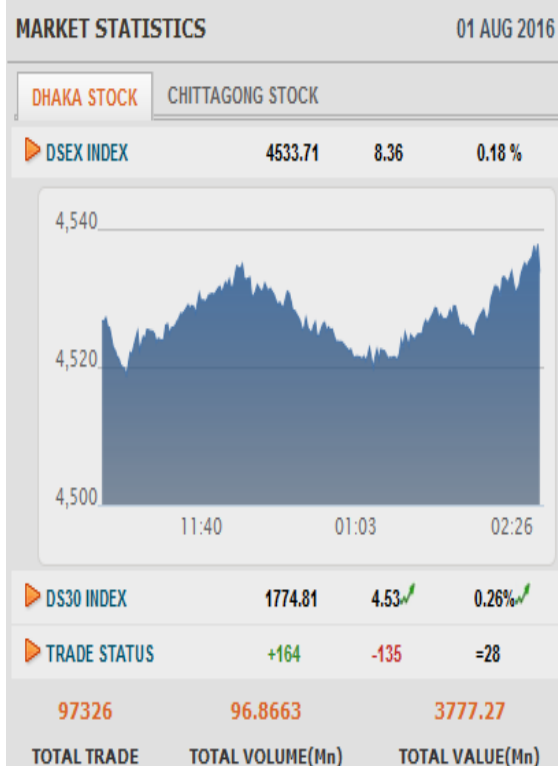 MARKET STATISTICS 01 AUG 2016
DHAKA STOCK CHITTAGONG STOCK
DSEX INDEX 4533.71 8.36 0.18 %
4,540
4,520
4,500
11:40 01:03 02:26
DS30 INDEX 1774.81 4.53 0.26%
TRADE STATUS +164 -135 =28
97326 96.8663 3777.27
TOTAL TRADE TOTAL VOLUME(Mn) TOTAL VALUE(Mn)